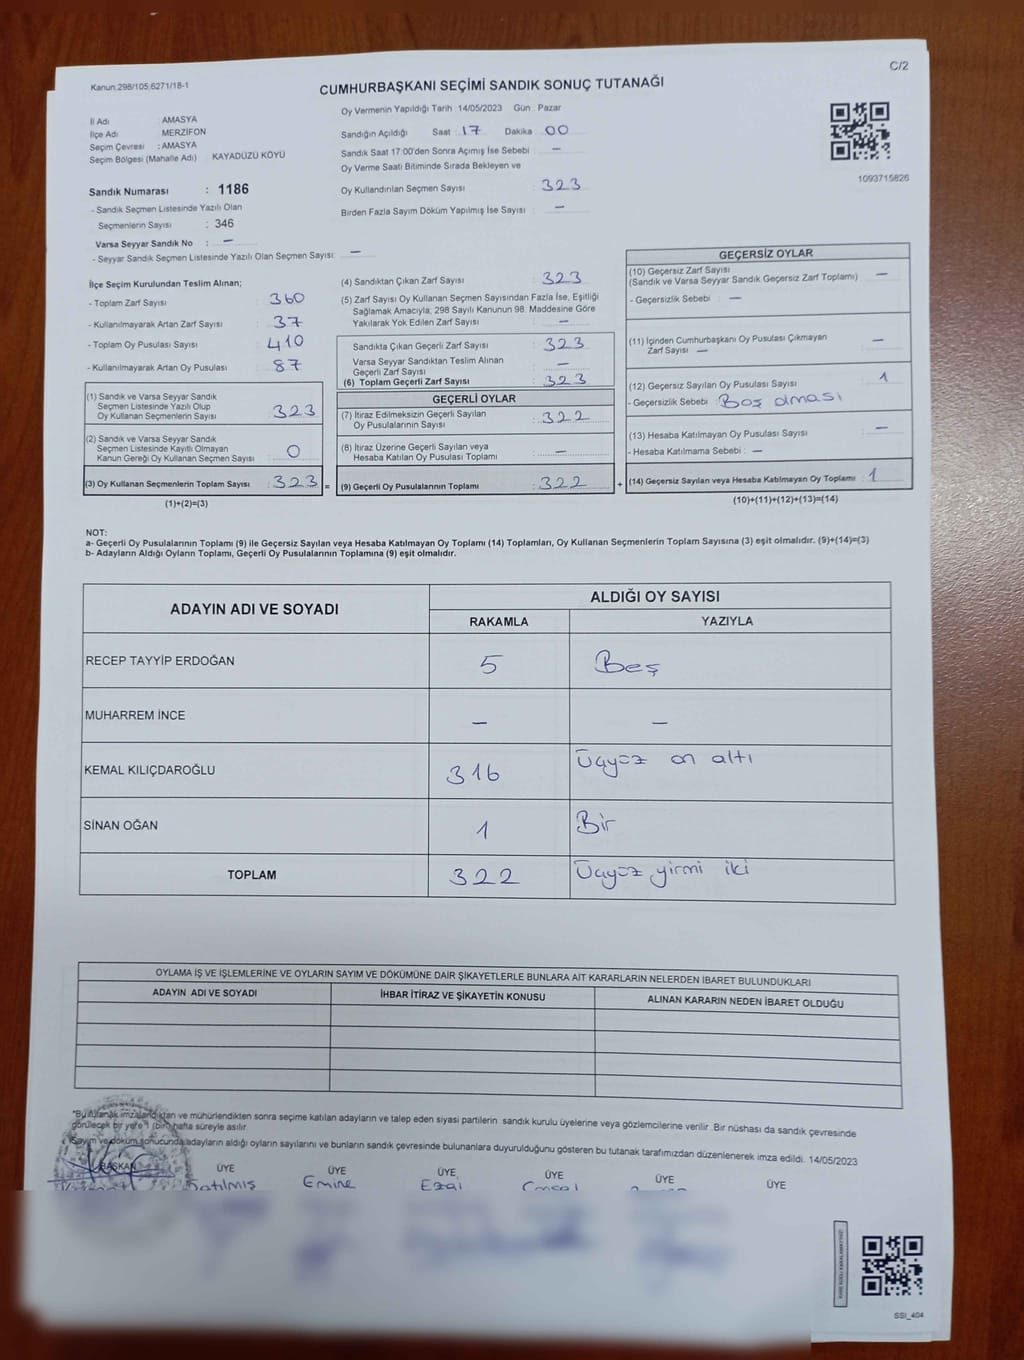 C/2
Kanun:298/105;6271/18-1
CUMHURBAŞKANI SEÇİMİ SANDIK SONUÇ TUTANAĞI
Oy Vermenin Yapıldığı Tarih :14/05/2023 Gün : Pazar
İl Adı : AMASYA
İlçe Adı : MERZİFON
Seçim Çevresi : AMASYA
Seçim Bölgesi (Mahalle Adı) : KAYADÜZÜ KÖYÜ
Sandığın Açıldığı Saat 17 Dakika 00
Sandık Saat 17:00'den Sonra Açımış İse Sebebi : –
Oy Verme Saati Bitiminde Sırada Bekleyen ve
Oy Kullandırılan Seçmen Sayısı : 323
Birden Fazla Sayım Döküm Yapılmış İse Sayısı : –
1093715826
Sandık Numarası : 1186
- Sandık Seçmen Listesinde Yazılı Olan
Seçmenlerin Sayısı : 346
Varsa Seyyar Sandık No : –
- Seyyar Sandık Seçmen Listesinde Yazılı Olan Seçmen Sayısı: –
İlçe Seçim Kurulundan Teslim Alınan;
- Toplam Zarf Sayısı : 360
- Kullanılmayarak Artan Zarf Sayısı : 37
- Toplam Oy Pusulası Sayısı : 410
- Kullanılmayarak Artan Oy Pusulası : 87
(1) Sandık ve Varsa Seyyar Sandık
Seçmen Listesinde Yazılı Olup
Oy Kullanan Seçmenlerin Sayısı : 323
(2) Sandık ve Varsa Seyyar Sandık
Seçmen Listesinde Kayıtlı Olmayan
Kanun Gereği Oy Kullanan Seçmen Sayısı : 0
(3) Oy Kullanan Seçmenlerin Toplam Sayısı : 323 =
(1)+(2)=(3)
(4) Sandıktan Çıkan Zarf Sayısı : 323
(5) Zarf Sayısı Oy Kullanan Seçmen Sayısından Fazla İse, Eşitliği
Sağlamak Amacıyla; 298 Sayılı Kanunun 98. Maddesine Göre
Yakılarak Yok Edilen Zarf Sayısı : –
Sandıkta Çıkan Geçerli Zarf Sayısı : 323
Varsa Seyyar Sandıktan Teslim Alınan
Geçerli Zarf Sayısı : –
(6) Toplam Geçerli Zarf Sayısı : 323
GEÇERLİ OYLAR
(7) İtiraz Edilmeksizin Geçerli Sayılan
Oy Pusulalarının Sayısı : 322
(8) İtiraz Üzerine Geçerli Sayılan veya
Hesaba Katılan Oy Pusulası Toplamı : –
(9) Geçerli Oy Pusulalarının Toplamı : 322 +
GEÇERSİZ OYLAR
(10) Geçersiz Zarf Sayısı
(Sandık ve Varsa Seyyar Sandık Geçersiz Zarf Toplamı) : –
- Geçersizlik Sebebi : –
(11) İçinden Cumhurbaşkanı Oy Pusulası Çıkmayan
Zarf Sayısı – –
(12) Geçersiz Sayılan Oy Pusulası Sayısı 1
- Geçersizlik Sebebi Boş olması
(13) Hesaba Katılmayan Oy Pusulası Sayısı –
- Hesaba Katılmama Sebebi : –
(14) Geçersiz Sayılan veya Hesaba Katılmayan Oy Toplamı : 1
(10)+(11)+(12)+(13)=(14)
NOT:
a- Geçerli Oy Pusulalarının Toplamı (9) ile Geçersiz Sayılan veya Hesaba Katılmayan Oy Toplamı (14) Toplamları, Oy Kullanan Seçmenlerin Toplam Sayısına (3) eşit olmalıdır. (9)+(14)=(3)
b- Adayların Aldığı Oyların Toplamı, Geçerli Oy Pusulalarının Toplamına (9) eşit olmalıdır.
ADAYIN ADI VE SOYADI
ALDIĞI OY SAYISI
RAKAMLA YAZIYLA
RECEP TAYYİP ERDOĞAN 5 Beş
MUHARREM İNCE – –
KEMAL KILIÇDAROĞLU 316 Üçyüz on altı
SİNAN OĞAN 1 Bir
TOPLAM 322 Üçyüz yirmi iki
OYLAMA İŞ VE İŞLEMLERİNE VE OYLARIN SAYIM VE DÖKÜMÜNE DAİR ŞİKAYETLERLE BUNLARA AİT KARARLARIN NELERDEN İBARET BULUNDUKLARI
ADAYIN ADI VE SOYADI İHBAR İTİRAZ VE ŞİKAYETİN KONUSU ALINAN KARARIN NEDEN İBARET OLDUĞU
*Bu tutanak imzalandıktan ve mühürlendikten sonra seçime katılan adayların ve talep eden siyasi partilerin sandık kurulu üyelerine veya gözlemcilerine verilir. Bir nüshası da sandık çevresinde
görülecek bir yere 1 (bir) hafta süreyle asılır.
Sayım ve döküm sonucunda adayların aldığı oyların sayılarını ve bunların sandık çevresinde bulunanlara duyurulduğunu gösteren bu tutanak tarafımızdan düzenlenerek imza edildi. 14/05/2023
BAŞKAN ÜYE ÜYE ÜYE ÜYE ÜYE ÜYE
Satılmış Emine Ezgi
SSI_404